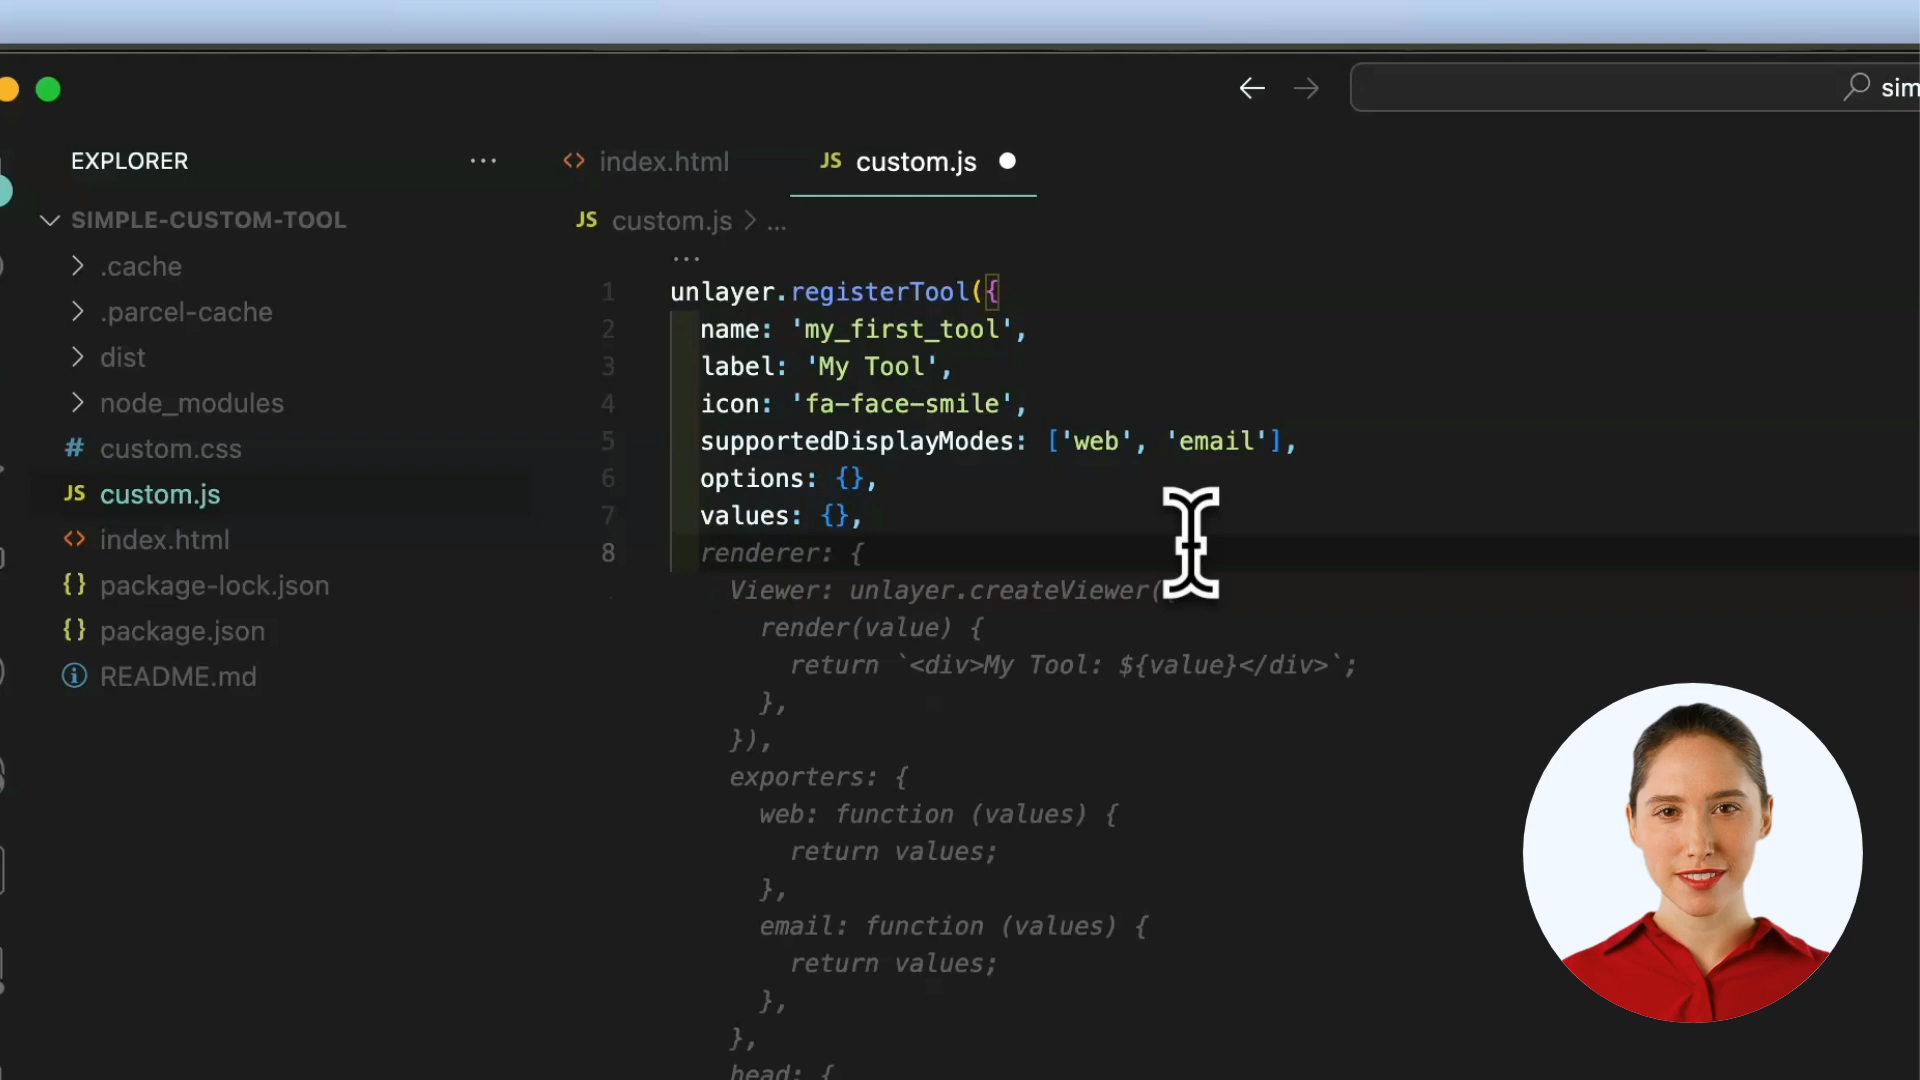 sim
EXPLORER ...
index.html
JS custom.js
SIMPLE-CUSTOM-TOOL
JS custom.js > ...
.cache
.parcel-cache
dist
node_modules
# custom.css
JS custom.js
index.html
{} package-lock.json
{} package.json
README.md
...
1 unlayer.registerTool({
2 name: 'my_first_tool',
3 label: 'My Tool',
4 icon: 'fa-face-smile',
5 supportedDisplayModes: ['web', 'email'],
6 options: {},
7 values: {},
8 renderer: {
Viewer: unlayer.createViewer(
render(value) {
return `<div>My Tool: ${value}</div>`;
},
}),
exporters: {
web: function (values) {
return values;
},
email: function (values) {
return values;
},
},
head: {